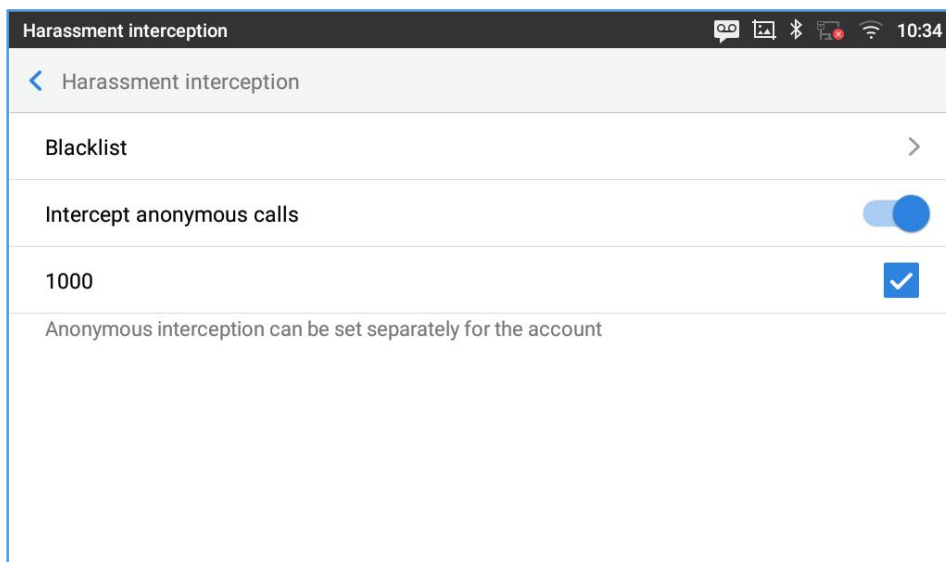 Harassment interception 10:34
Harassment interception
Blacklist
Intercept anonymous calls
1000
Anonymous interception can be set separately for the account